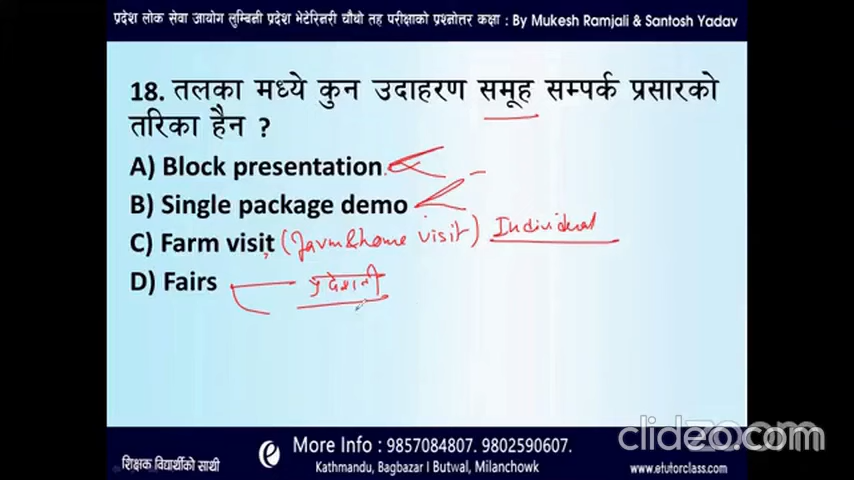 प्रदेश लोक सेवा आयोग लुम्बिनी प्रदेश भेटेरिनरी चौथो तह परीक्षाको प्रश्नोतर कक्षा : By Mukesh Ramjali & Santosh Yadav
18. तलका मध्ये कुन उदाहरण समूह सम्पर्क प्रसारको
तरिका हैन ?
A) Block presentation
B) Single package demo
C) Farm visit (Farm & home visit) Individual
D) Fairs
More Info : 9857084807. 9802590607.
शिक्षक विद्यार्थीको साथी
Kathmandu, Bagbazar I Butwal, Milanchowk
www.etutorclass.com
clideo.com